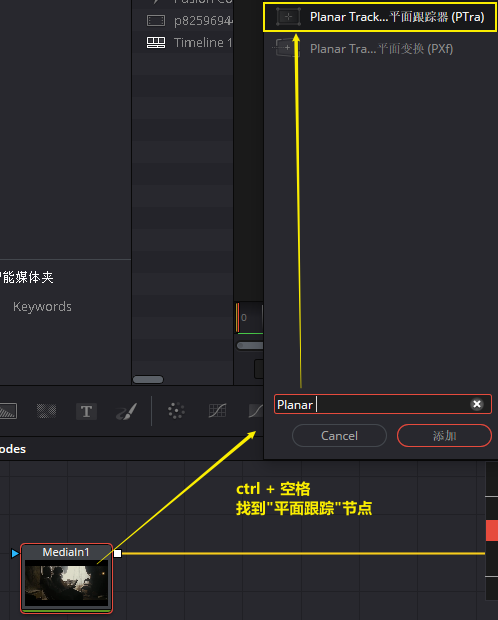 Fusion Co
p8259694
Timeline 1
Planar Track...平面跟踪器 (PTra)
Planar Tra...平面变换 (PXf)
能媒体夹
Keywords
0
Planar
Cancel
添加
T
odes
ctrl + 空格
找到"平面跟踪"节点
MediaIn1